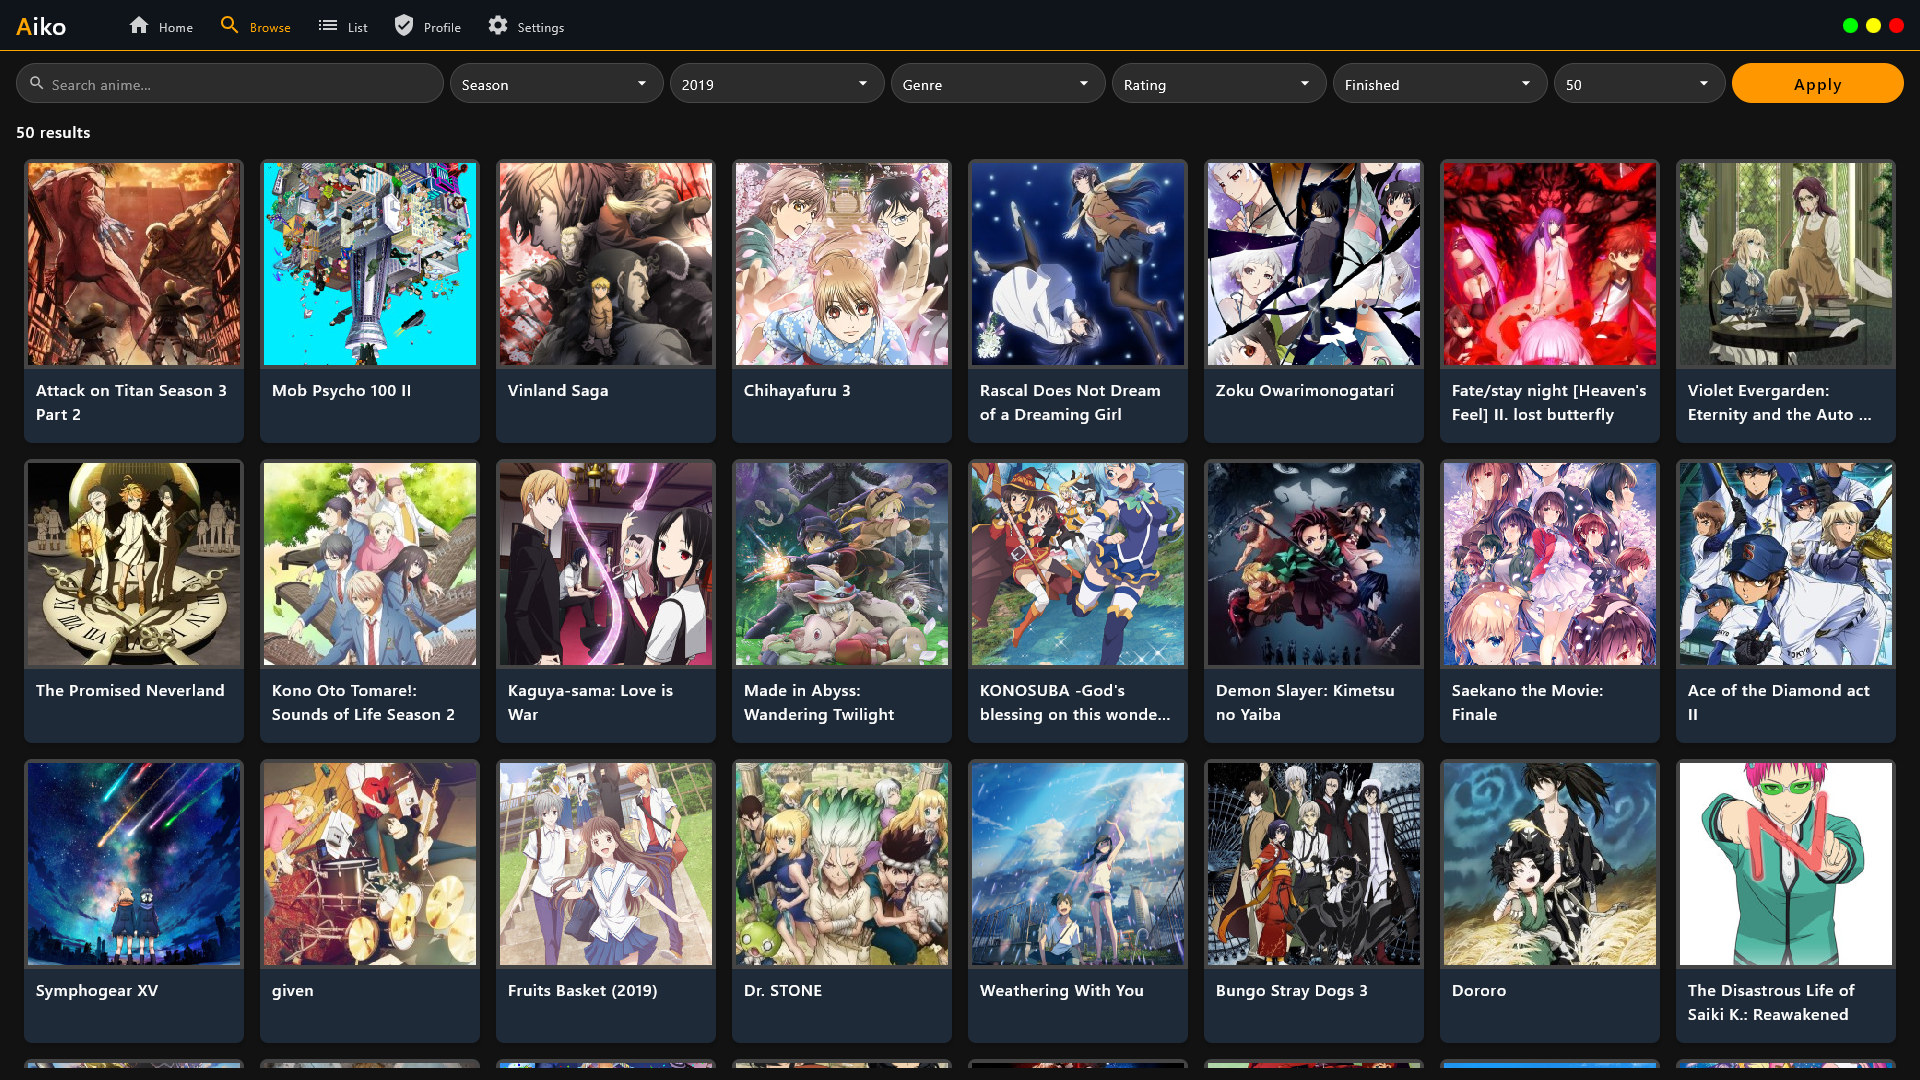 Aiko
Home
Browse
List
Profile
Settings
Search anime...
Season
2019
Genre
Rating
Finished
50
Apply
50 results
Attack on Titan Season 3
Part 2
Mob Psycho 100 II
Vinland Saga
Chihayafuru 3
Rascal Does Not Dream
of a Dreaming Girl
Zoku Owarimonogatari
Fate/stay night [Heaven's
Feel] II. lost butterfly
Violet Evergarden:
Eternity and the Auto ...
The Promised Neverland
Kono Oto Tomare!:
Sounds of Life Season 2
Kaguya-sama: Love is
War
Made in Abyss:
Wandering Twilight
KONOSUBA -God's
blessing on this wonde...
Demon Slayer: Kimetsu
no Yaiba
Saekano the Movie:
Finale
Ace of the Diamond act
II
Symphogear XV
given
Fruits Basket (2019)
Dr. STONE
Weathering With You
Bungo Stray Dogs 3
Dororo
The Disastrous Life of
Saiki K.: Reawakened